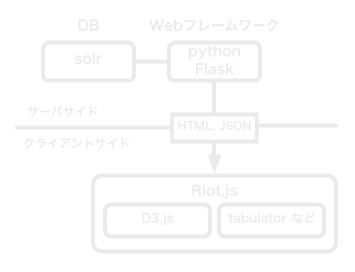 DB
Webフレームワーク
solr
python
Flask
サーバサイド
HTML, JSON
クライアントサイド
Riot.js
D3.js
tabulator など